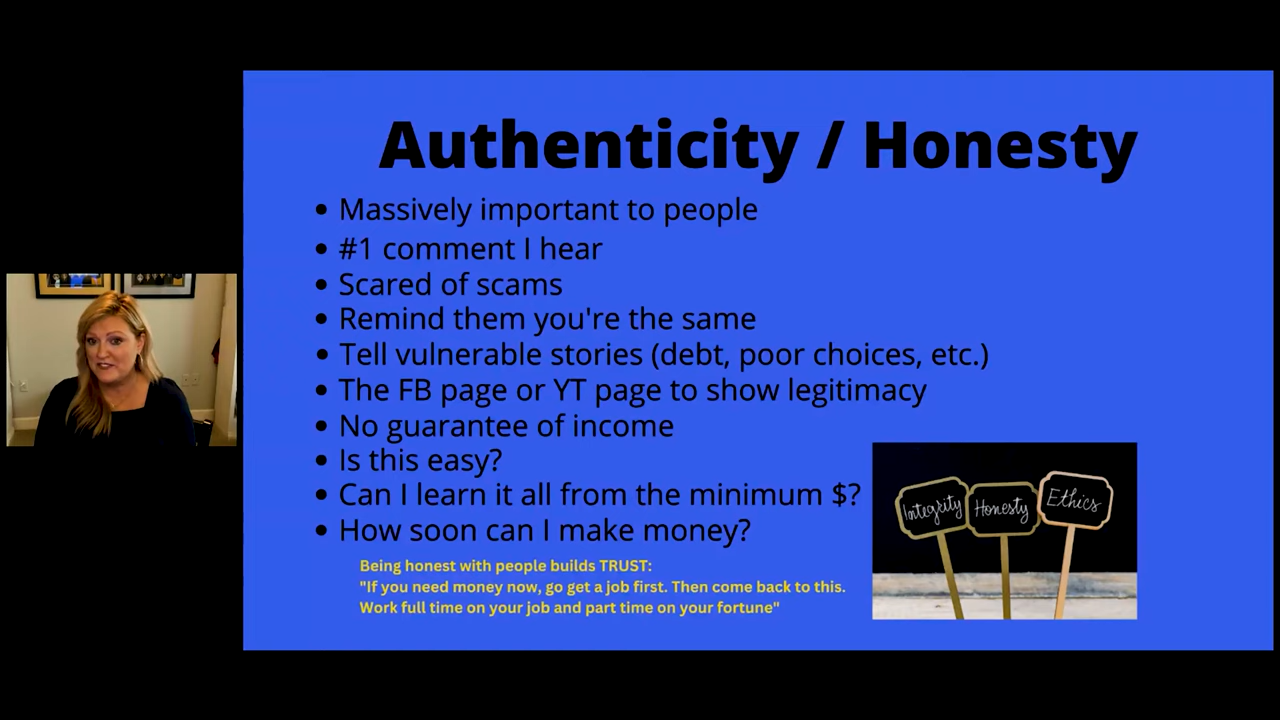 Authenticity / Honesty
• Massively important to people
• #1 comment I hear
• Scared of scams
• Remind them you're the same
• Tell vulnerable stories (debt, poor choices, etc.)
• The FB page or YT page to show legitimacy
• No guarantee of income
• Is this easy?
• Can I learn it all from the minimum $?
• How soon can I make money?
Being honest with people builds TRUST:
"If you need money now, go get a job first. Then come back to this.
Work full time on your job and part time on your fortune"
Integrity
Honesty
Ethics